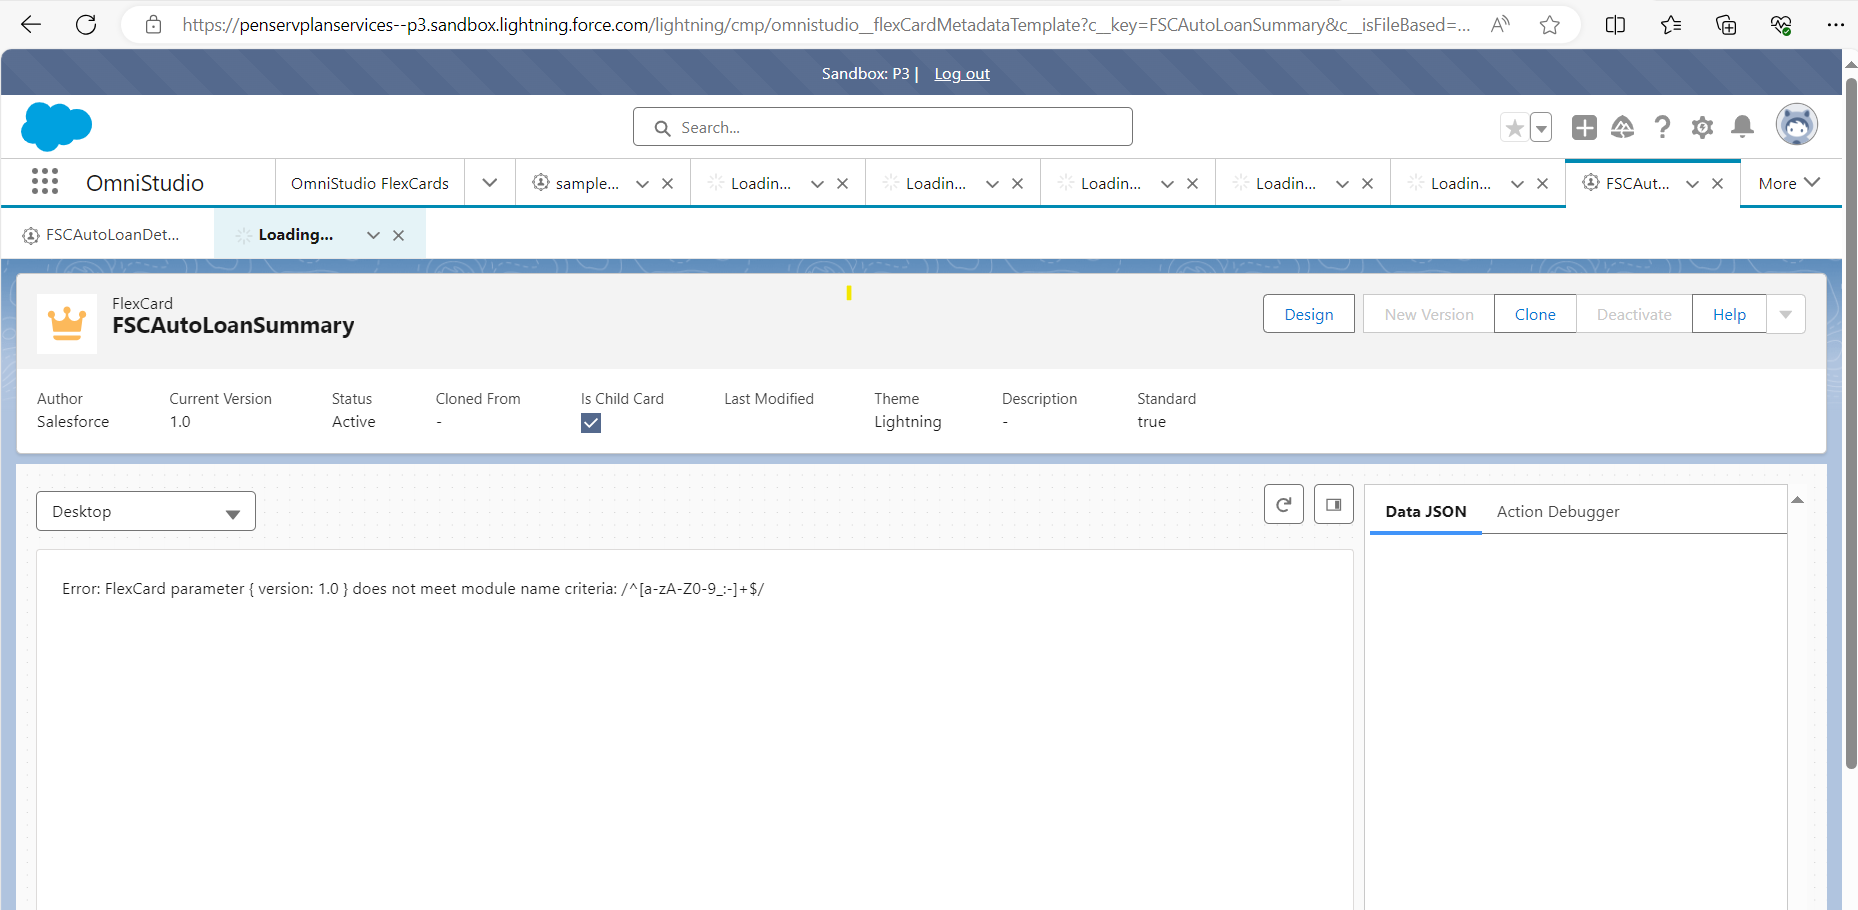 https://penservplanservices--p3.sandbox.lightning.force.com/lightning/cmp/omnistudio__flexCardMetadataTemplate?c__key=FSCAutoLoanSummary&c__isFileBased=...
Sandbox: P3 | Log out
Search...
OmniStudio
OmniStudio FlexCards
sample...
Loadin...
Loadin...
Loadin...
Loadin...
Loadin...
FSCAut...
More
FSCAutoLoanDet...
Loading...
FlexCard
FSCAutoLoanSummary
Design
New Version
Clone
Deactivate
Help
Author
Current Version
Status
Cloned From
Is Child Card
Last Modified
Theme
Description
Standard
Salesforce
1.0
Active
-
Lightning
-
true
Desktop
Data JSON
Action Debugger
Error: FlexCard parameter { version: 1.0 } does not meet module name criteria: /^[a-zA-Z0-9_:-]+$/